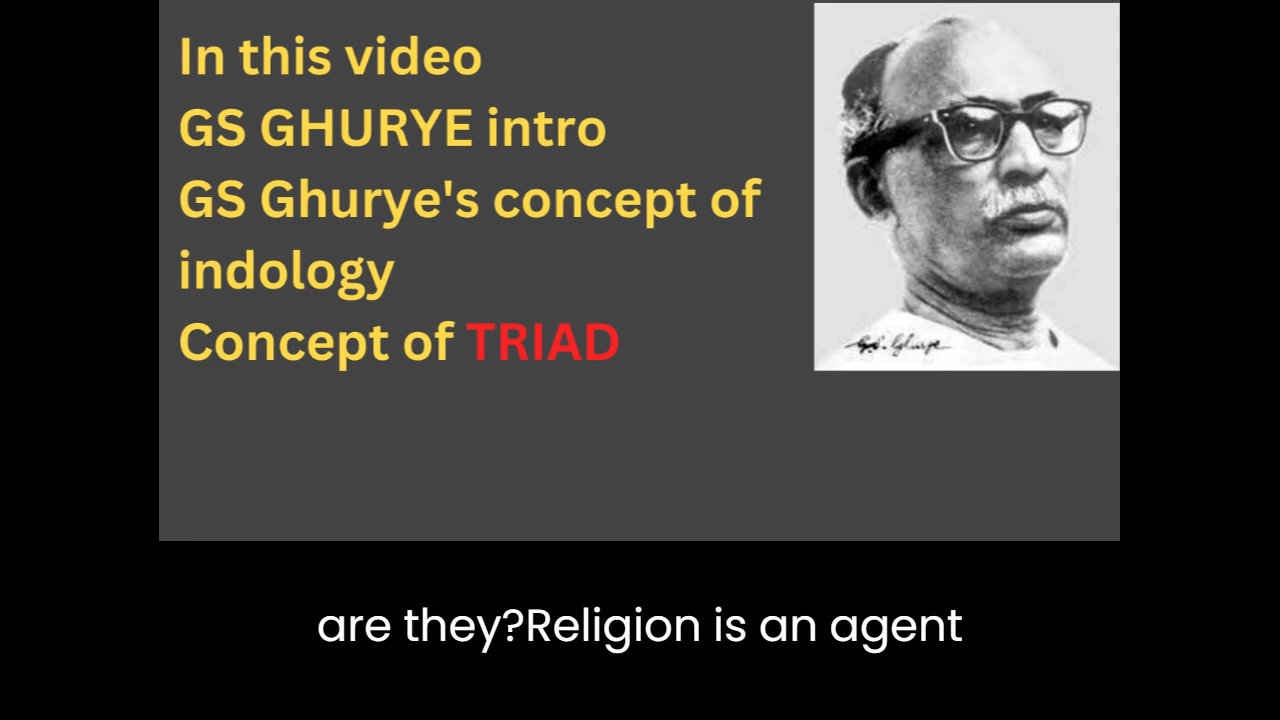 In this video
GS GHURYE intro
GS Ghurye's concept of
indology
Concept of TRIAD
G.S. Ghurye
are they?Religion is an agent